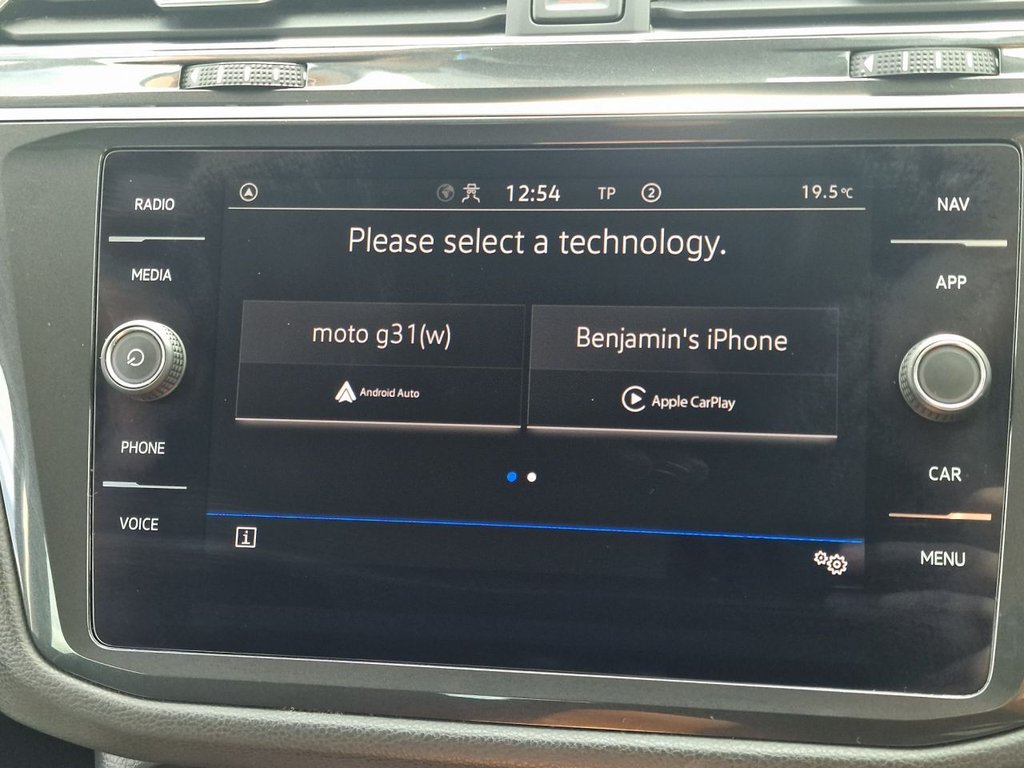 RADIO
MEDIA
PHONE
VOICE
12:54 TP 2 19.5°C
Please select a technology.
moto g31(w)
Android Auto
Benjamin's iPhone
Apple CarPlay
i
NAV
APP
CAR
MENU